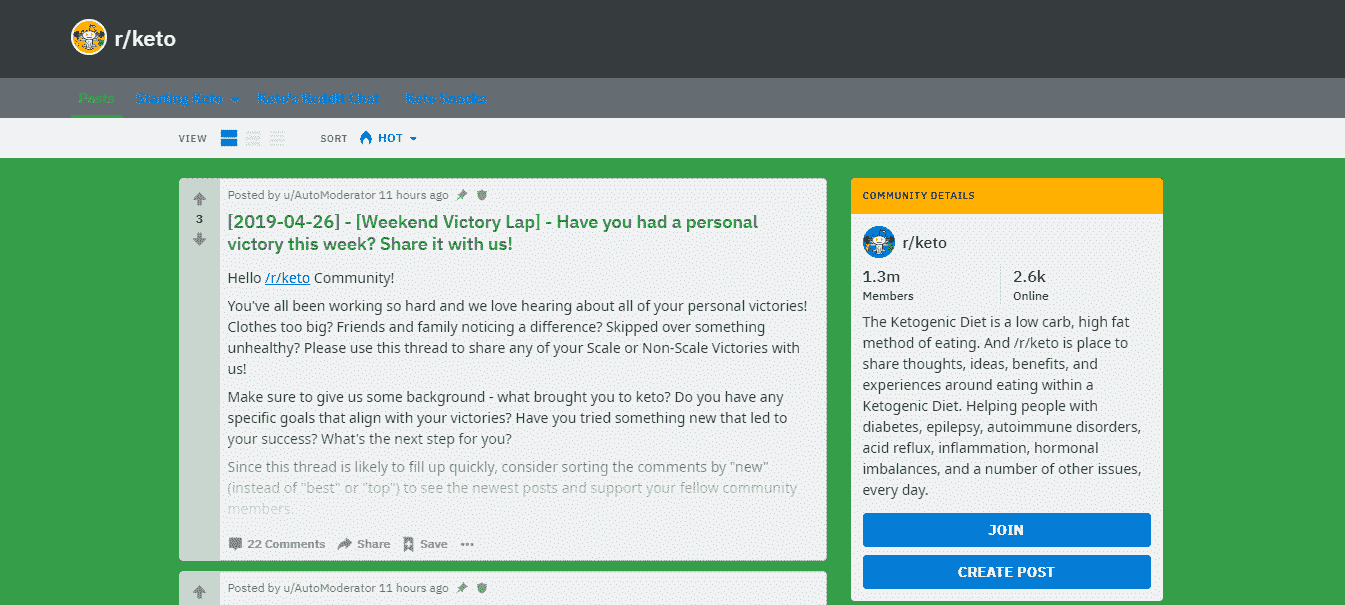 r/keto
Posts Starting Keto Keto's Reddit Chat Keto Snacks
VIEW SORT HOT
Posted by u/AutoModerator 11 hours ago
3
[2019-04-26] - [Weekend Victory Lap] - Have you had a personal
victory this week? Share it with us!
Hello /r/keto Community!
You've all been working so hard and we love hearing about all of your personal victories!
Clothes too big? Friends and family noticing a difference? Skipped over something
unhealthy? Please use this thread to share any of your Scale or Non-Scale Victories with
us!
Make sure to give us some background - what brought you to keto? Do you have any
specific goals that align with your victories? Have you tried something new that led to
your success? What's the next step for you?
Since this thread is likely to fill up quickly, consider sorting the comments by "new"
(instead of "best" or "top") to see the newest posts and support your fellow community
members.
22 Comments Share Save ...
Posted by u/AutoModerator 11 hours ago
COMMUNITY DETAILS
r/keto
1.3m 2.6k
Members Online
The Ketogenic Diet is a low carb, high fat
method of eating. And /r/keto is place to
share thoughts, ideas, benefits, and
experiences around eating within a
Ketogenic Diet. Helping people with
diabetes, epilepsy, autoimmune disorders,
acid reflux, inflammation, hormonal
imbalances, and a number of other issues,
every day.
JOIN
CREATE POST